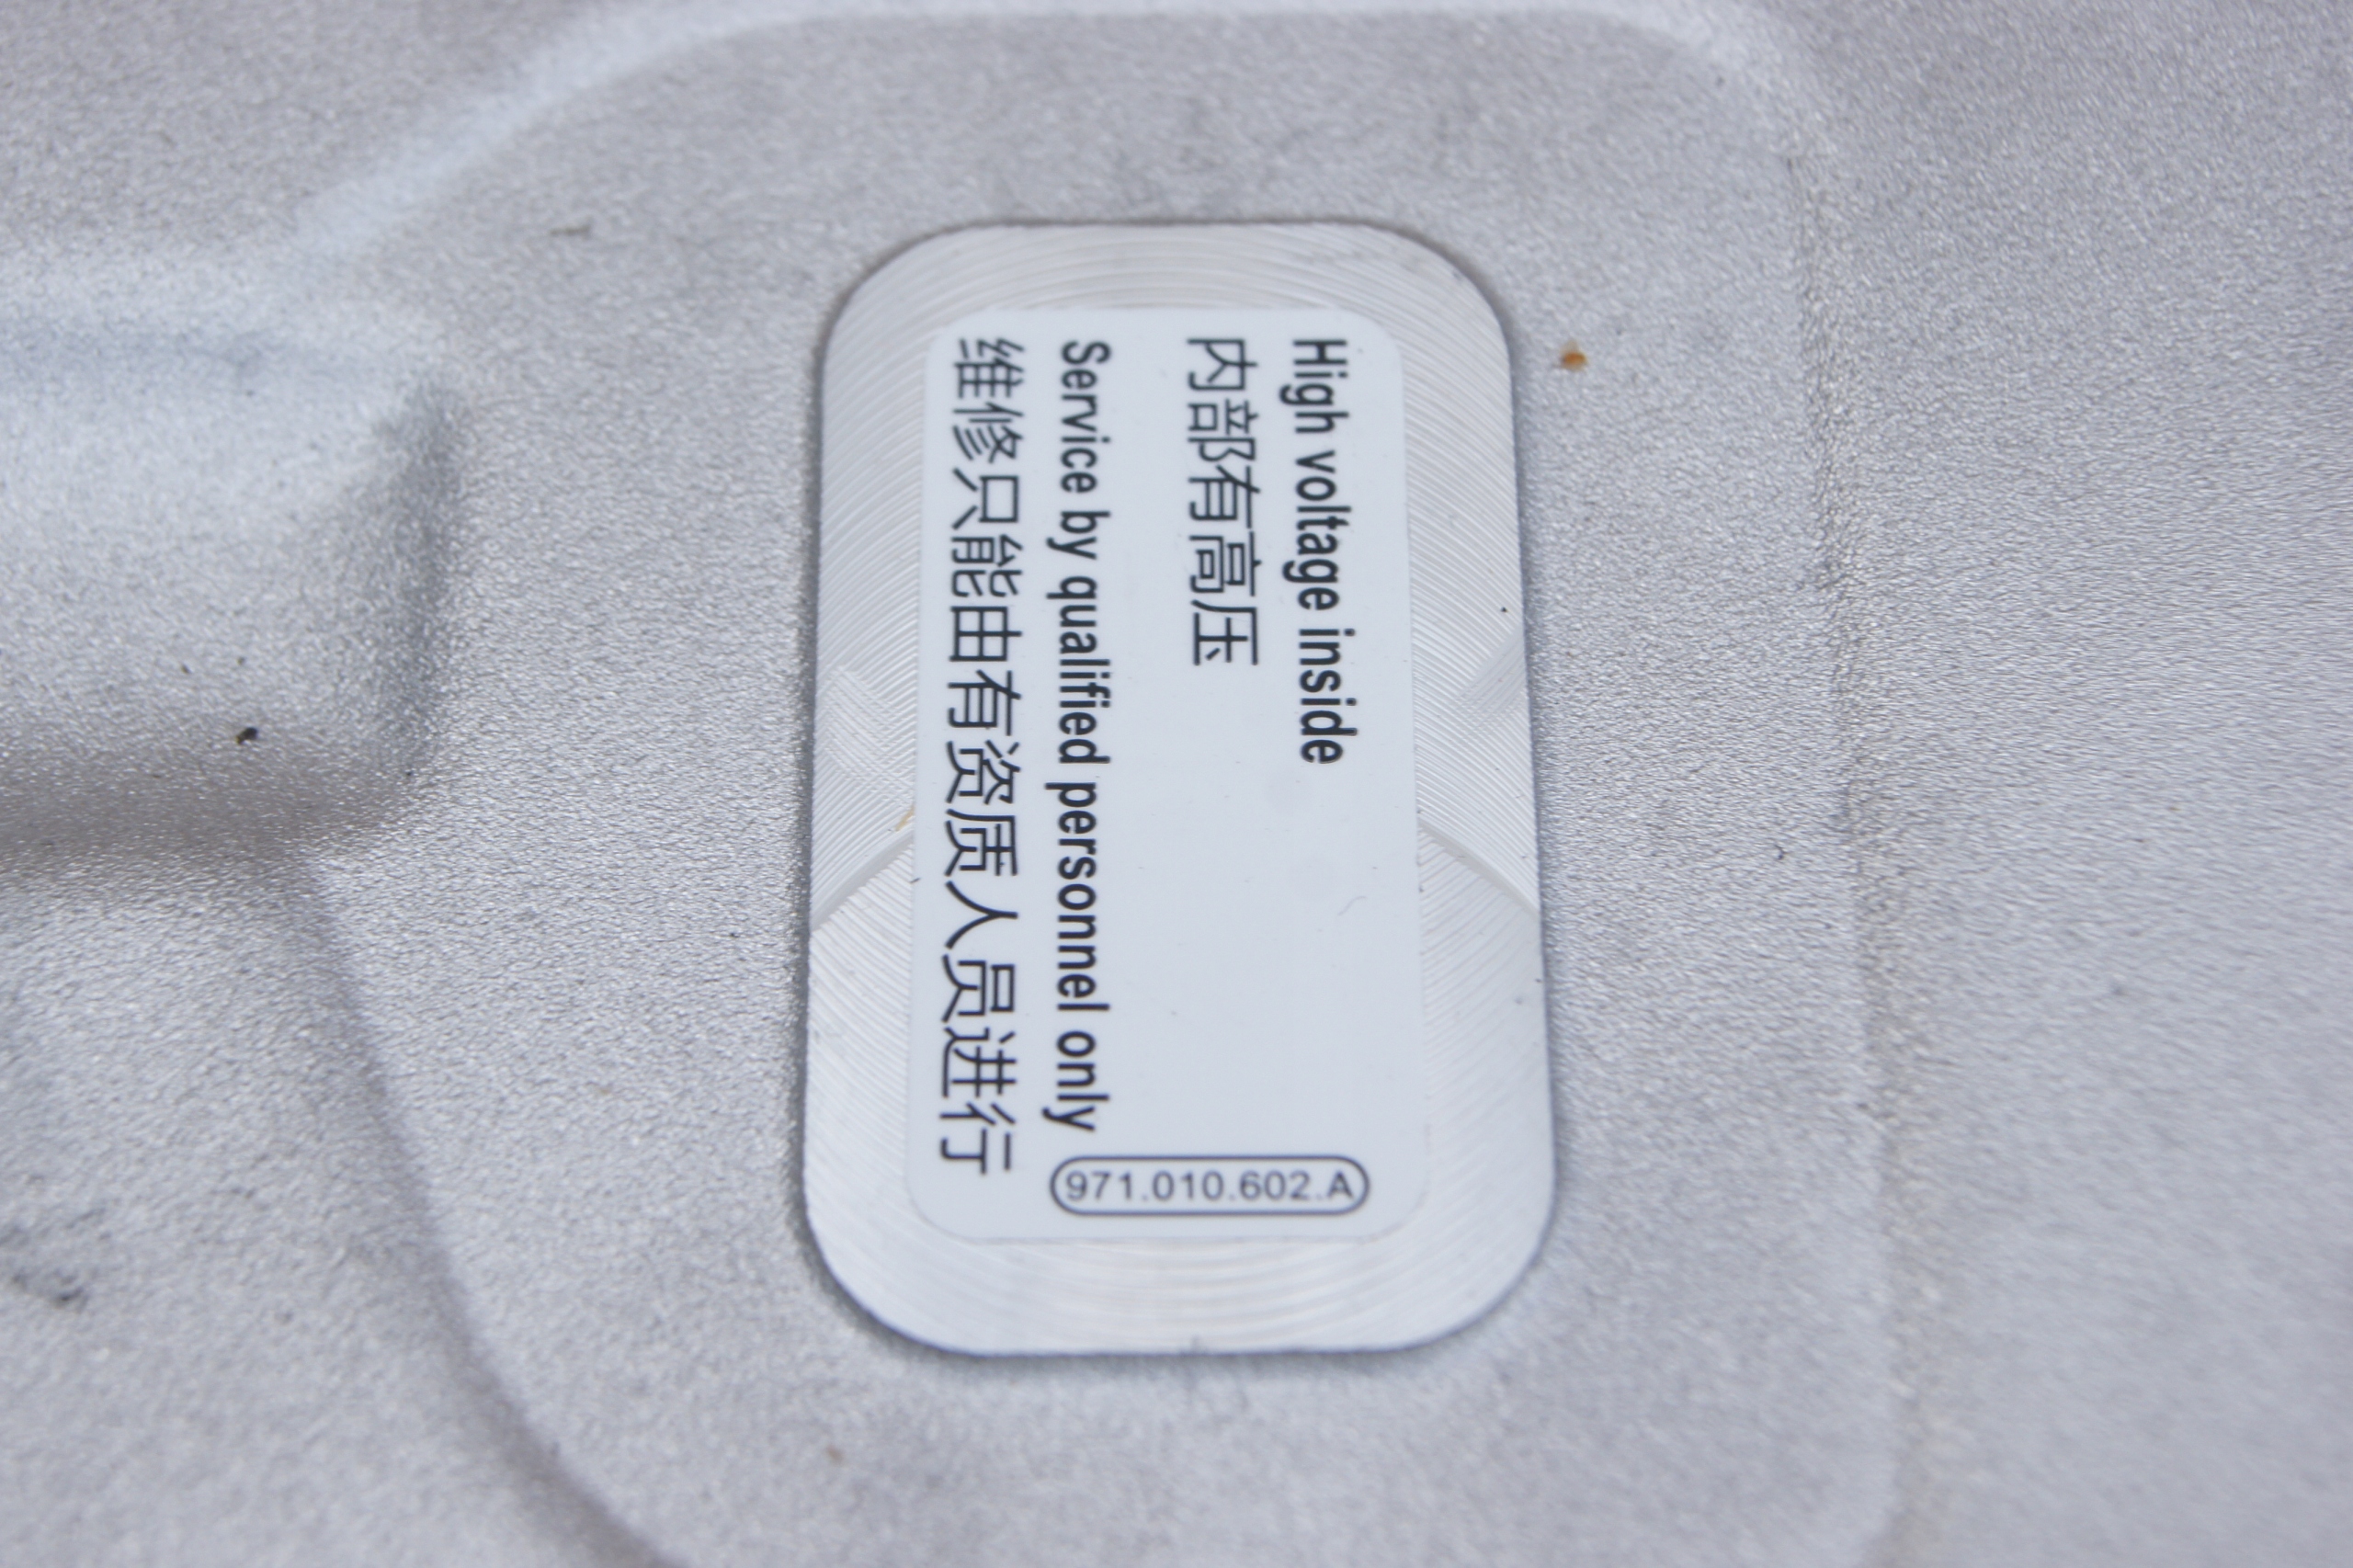 High voltage inside
内部有高压
Service by qualified personnel only
维修只能由有资质人员进行
971.010.602.A